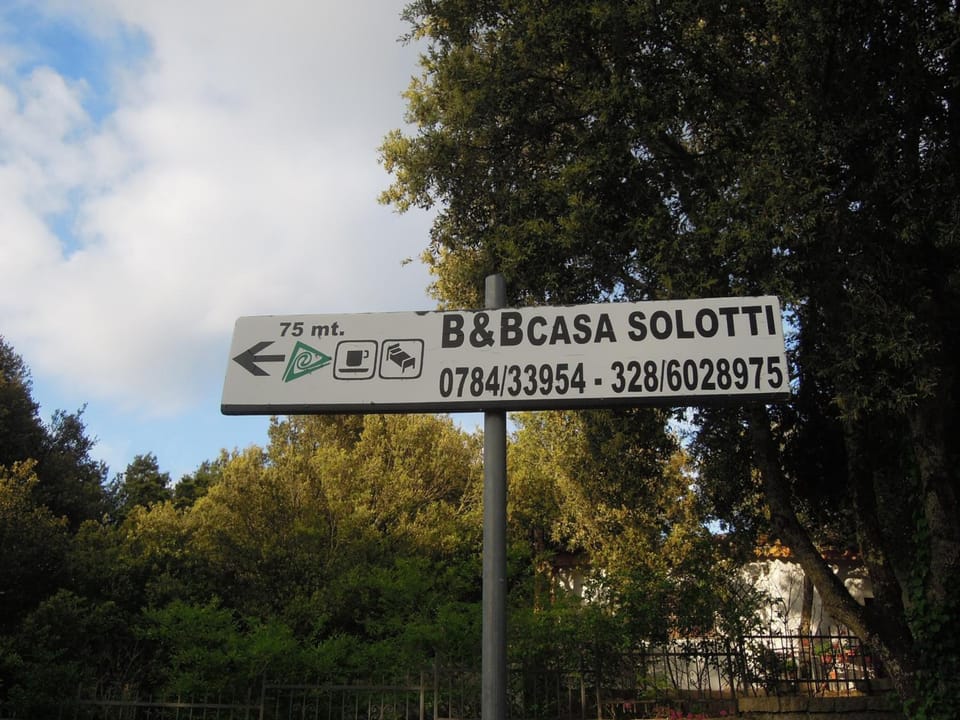 75 mt.
B&BCASA SOLOTTI
0784/33954 - 328/6028975